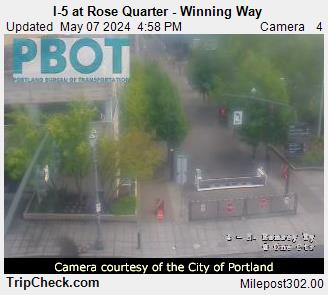 I-5 at Rose Quarter - Winning Way
Updated May 07 2024 4:58 PM Camera 4
PBOT
PORTLAND BUREAU OF TRANSPORTATION
Camera courtesy of the City of Portland
TripCheck.com Milepost302.00